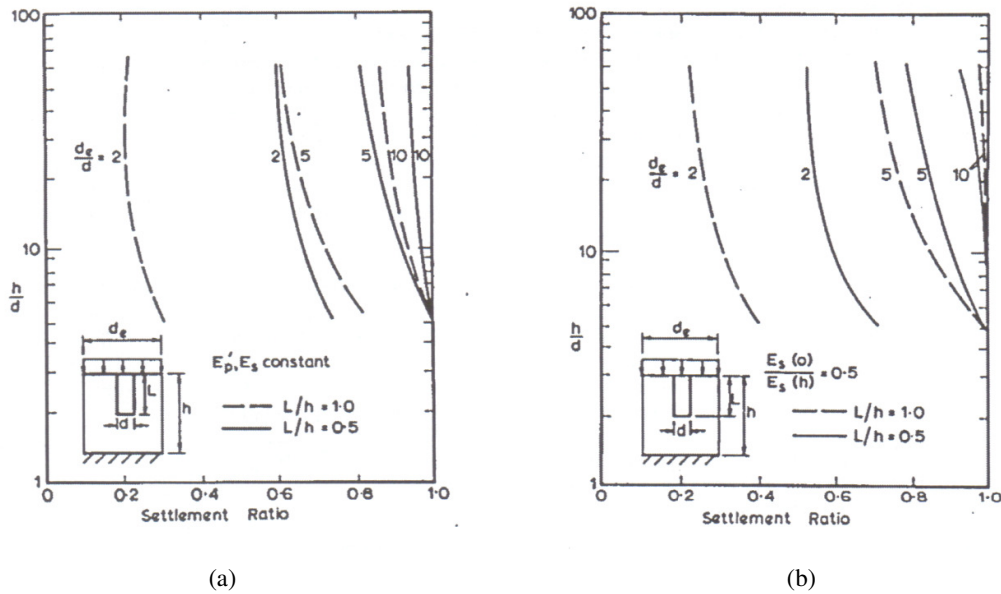 100
10
h/d
1
0
0·2
0·4
0·6
0·8
1·0
Settlement Ratio
dₑ/d = 2
2
5
5
10
10
dₑ
L
h
d
E'p, Es constant
L/h = 1·0
L/h = 0·5
(a)
100
10
h/d
1
0
0·2
0·4
0·6
0·8
1·0
Settlement Ratio
dₑ/d = 2
2
5
5
10
dₑ
L
h
d
Es (o)/Es (h) = 0·5
L/h = 1·0
L/h = 0·5
(b)